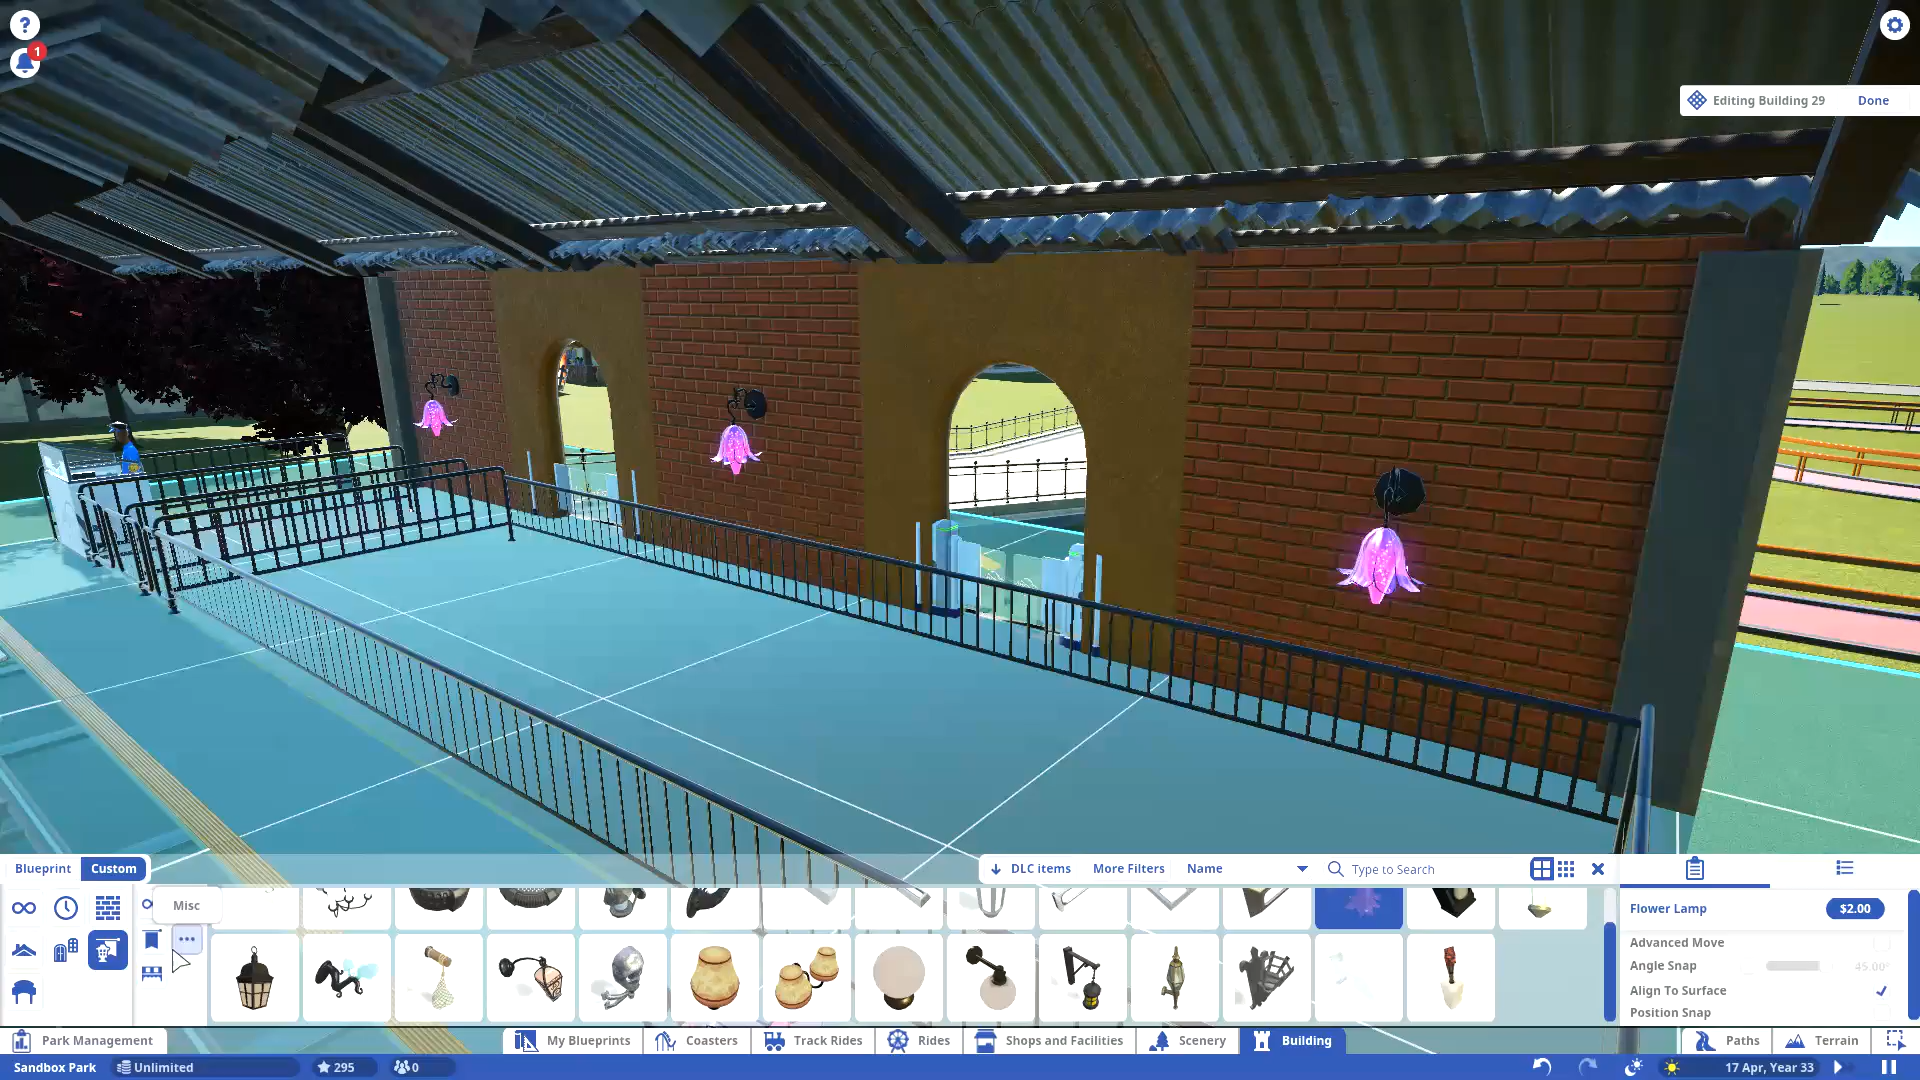 ?
1
Editing Building 29 Done
Blueprint Custom
DLC items More Filters Name Type to Search
Misc
Flower Lamp $2.00
Advanced Move
Angle Snap 45.00°
Align To Surface
Position Snap
Park Management My Blueprints Coasters Track Rides Rides Shops and Facilities Scenery Building Paths Terrain
Sandbox Park Unlimited 295 0 17 Apr, Year 33